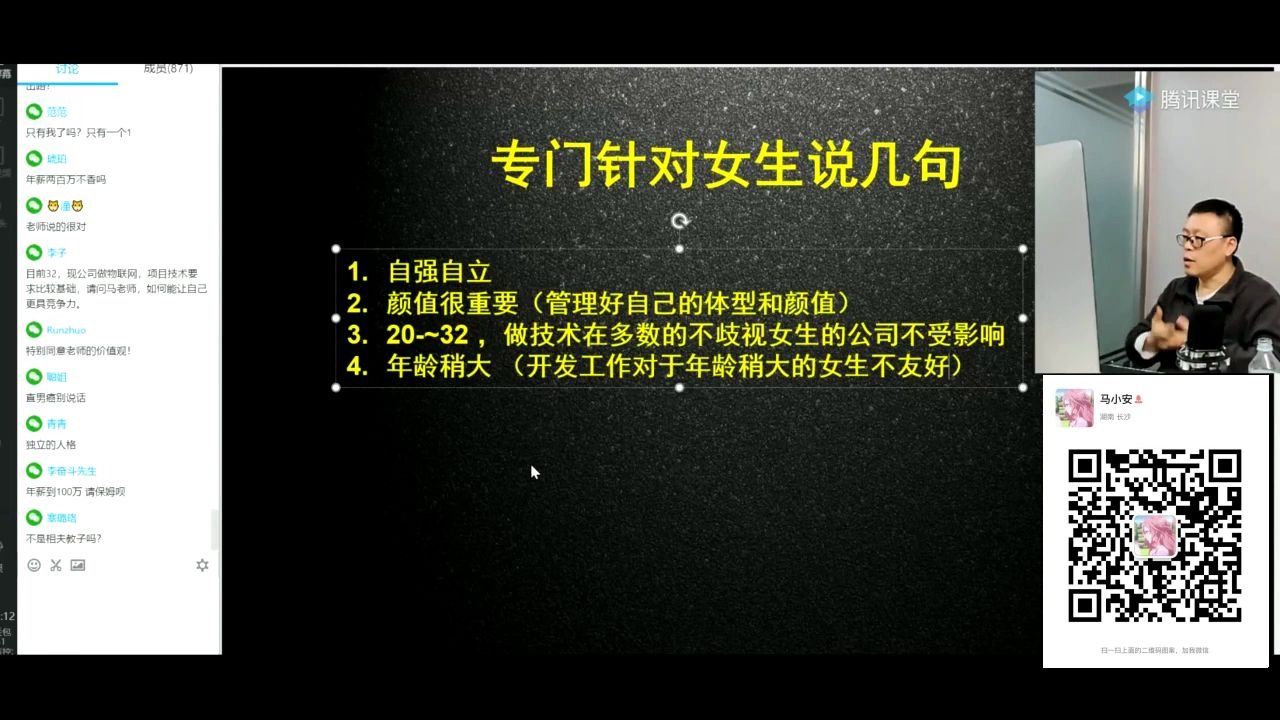 讨论
成员(871)
范范
只有我了吗？只有一个1
琥珀
年薪两百万不香吗
潼
老师说的很对
李子
目前32，现公司做物联网，项目技术要
求比较基础，请问马老师，如何能让自己
更具竞争力。
Runzhuo
特别同意老师的价值观！
聪姐
直男癌别说话
青青
独立的人格
李奋斗先生
年薪到100万 请保姆呗
塞璐珞
不是相夫教子吗？
:12
专门针对女生说几句
1. 自强自立
2. 颜值很重要（管理好自己的体型和颜值）
3. 20-~32 ，做技术在多数的不歧视女生的公司不受影响
4. 年龄稍大 （开发工作对于年龄稍大的女生不友好）
腾讯课堂
马小安
湖南 长沙
扫一扫上面的二维码图案，加我微信